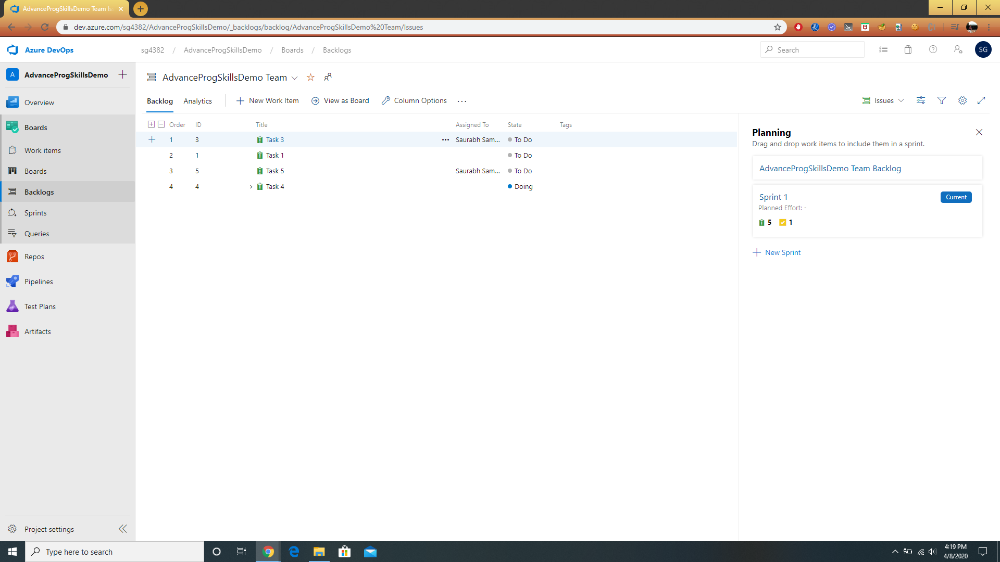 AdvanceProgSkillsDemo Team Is
dev.azure.com/sg4382/AdvanceProgSkillsDemo/_backlogs/backlog/AdvanceProgSkillsDemo%20Team/Issues
Azure DevOps
sg4382 / AdvanceProgSkillsDemo / Boards / Backlogs
Search
SG
A AdvanceProgSkillsDemo
Overview
Boards
Work items
Boards
Backlogs
Sprints
Queries
Repos
Pipelines
Test Plans
Artifacts
Project settings
AdvanceProgSkillsDemo Team
Backlog Analytics New Work Item View as Board Column Options
Issues
Order ID Title Assigned To State Tags
1 3 Task 3 Saurabh Sam... To Do
2 1 Task 1 To Do
3 5 Task 5 Saurabh Sam... To Do
4 4 Task 4 Doing
Planning
Drag and drop work items to include them in a sprint.
AdvanceProgSkillsDemo Team Backlog
Sprint 1 Current
Planned Effort: -
5 1
New Sprint
Type here to search
4:19 PM
4/8/2020